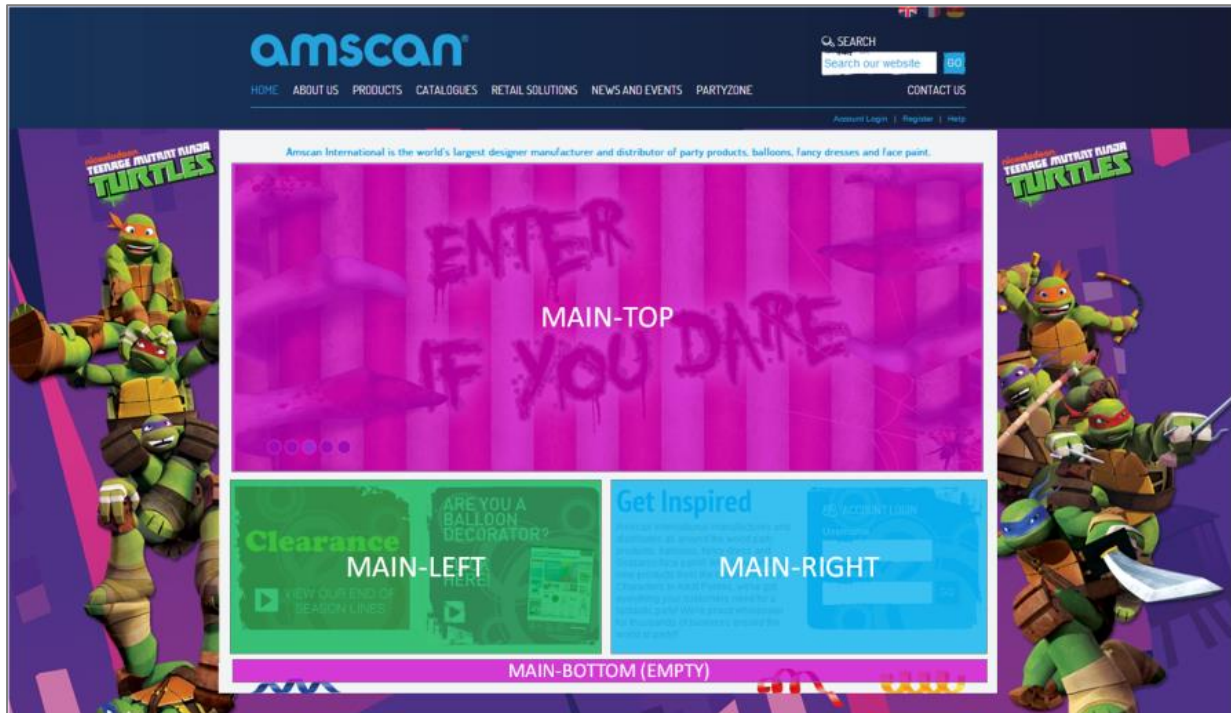 amscan
SEARCH
Search our website GO
HOME ABOUT US PRODUCTS CATALOGUES RETAIL SOLUTIONS NEWS AND EVENTS PARTYZONE CONTACT US
Account Login | Register | Help
Amscan International is the world's largest designer manufacturer and distributor of party products, balloons, fancy dresses and face paint.
nickelodeon
TEENAGE MUTANT NINJA
TURTLES
nickelodeon
TEENAGE MUTANT NINJA
TURTLES
ENTER
IF YOU DARE
MAIN-TOP
Clearance
VIEW OUR END OF
SEASON LINES
ARE YOU A
BALLOON
DECORATOR?
HERE
MAIN-LEFT
Get Inspired
ACCOUNT LOGIN
MAIN-RIGHT
MAIN-BOTTOM (EMPTY)